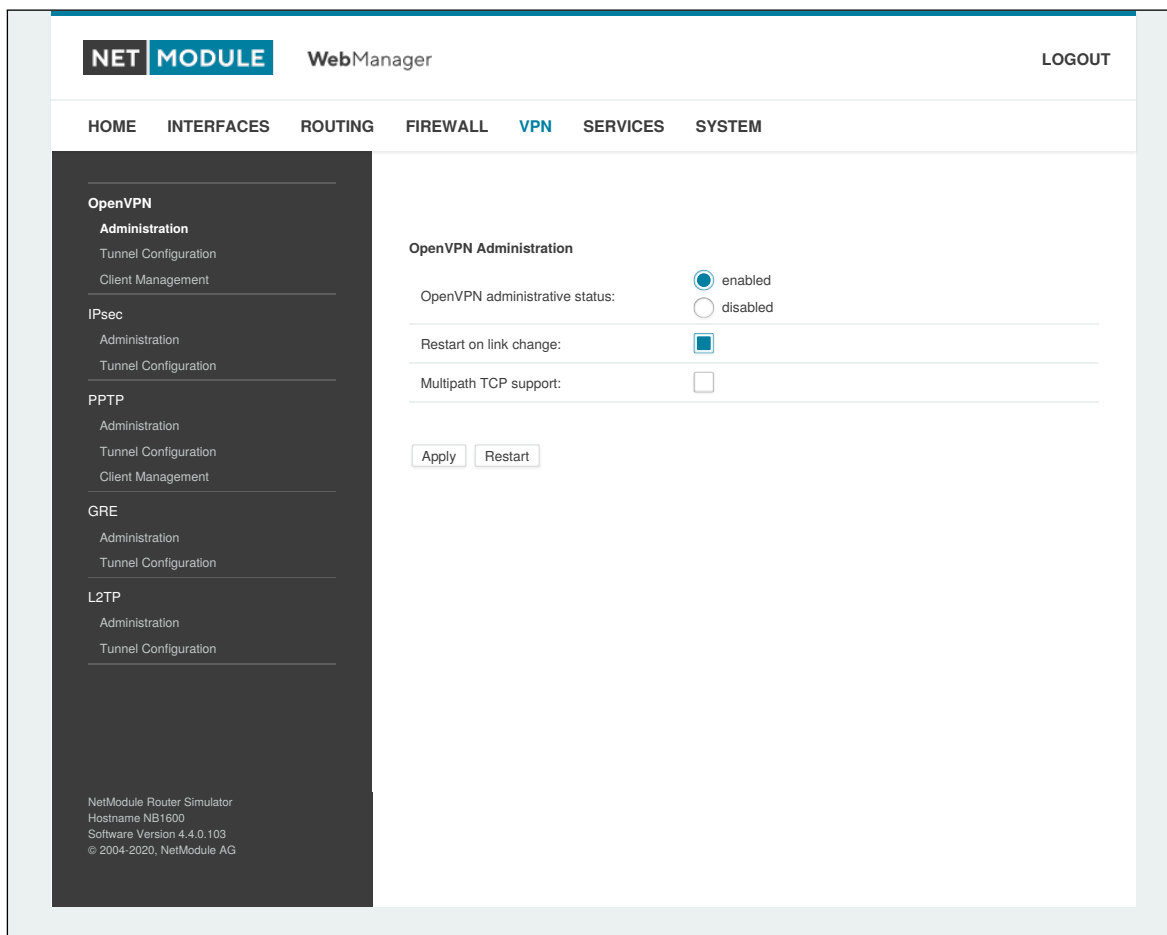 NET MODULE WebManager LOGOUT
HOME INTERFACES ROUTING FIREWALL VPN SERVICES SYSTEM
OpenVPN
Administration
Tunnel Configuration
Client Management
IPsec
Administration
Tunnel Configuration
PPTP
Administration
Tunnel Configuration
Client Management
GRE
Administration
Tunnel Configuration
L2TP
Administration
Tunnel Configuration
NetModule Router Simulator
Hostname NB1600
Software Version 4.4.0.103
© 2004-2020, NetModule AG
OpenVPN Administration
OpenVPN administrative status:
enabled
disabled
Restart on link change:
Multipath TCP support:
Apply Restart